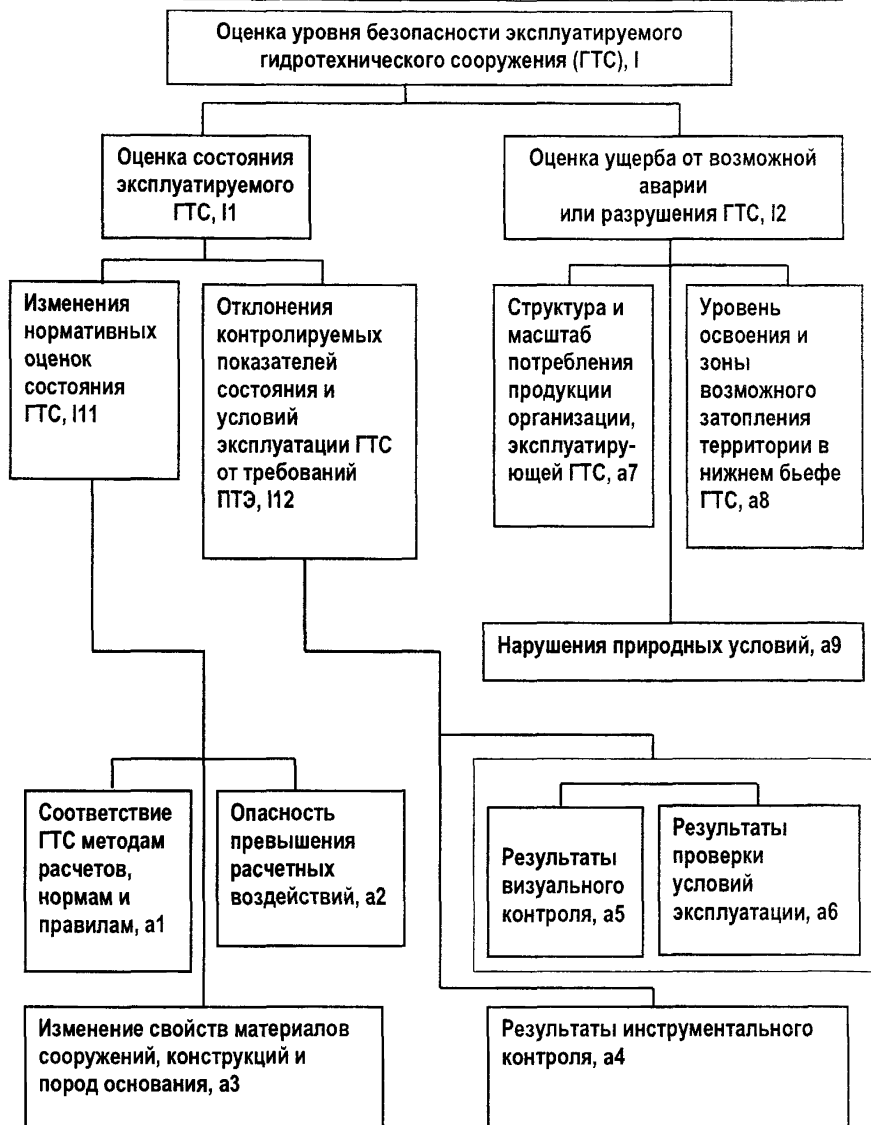 Оценка уровня безопасности эксплуатируемого
гидротехнического сооружения (ГТС), I
Оценка состояния
эксплуатируемого
ГТС, I1
Оценка ущерба от возможной
аварии
или разрушения ГТС, I2
Изменения
нормативных
оценок
состояния
ГТС, I11
Отклонения
контролируемых
показателей
состояния и
условий
эксплуатации ГТС
от требований
ПТЭ, I12
Структура и
масштаб
потребления
продукции
организации,
эксплуатиру-
ющей ГТС, а7
Уровень
освоения и
зоны
возможного
затопления
территории в
нижнем бьефе
ГТС, а8
Нарушения природных условий, а9
Соответствие
ГТС методам
расчетов,
нормам и
правилам, а1
Опасность
превышения
расчетных
воздействий, а2
Результаты
визуального
контроля, а5
Результаты
проверки
условий
эксплуатации, а6
Изменение свойств материалов
сооружений, конструкций и
пород основания, а3
Результаты инструментального
контроля, а4